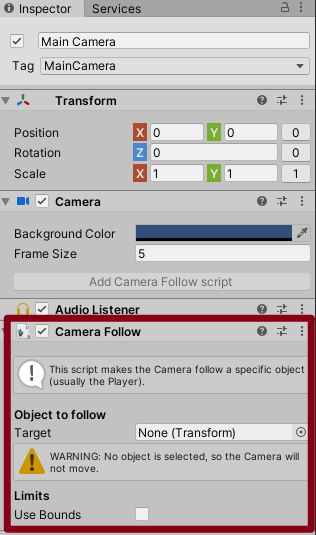 Inspector Services
Main Camera
Tag MainCamera
Transform
Position X 0 Y 0 0
Rotation Z 0 0
Scale X 1 Y 1 1
Camera
Background Color
Frame Size 5
Add Camera Follow script
Audio Listener
Camera Follow
This script makes the Camera follow a specific object
(usually the Player).
Object to follow
Target None (Transform)
WARNING: No object is selected, so the Camera will
not move.
Limits
Use Bounds